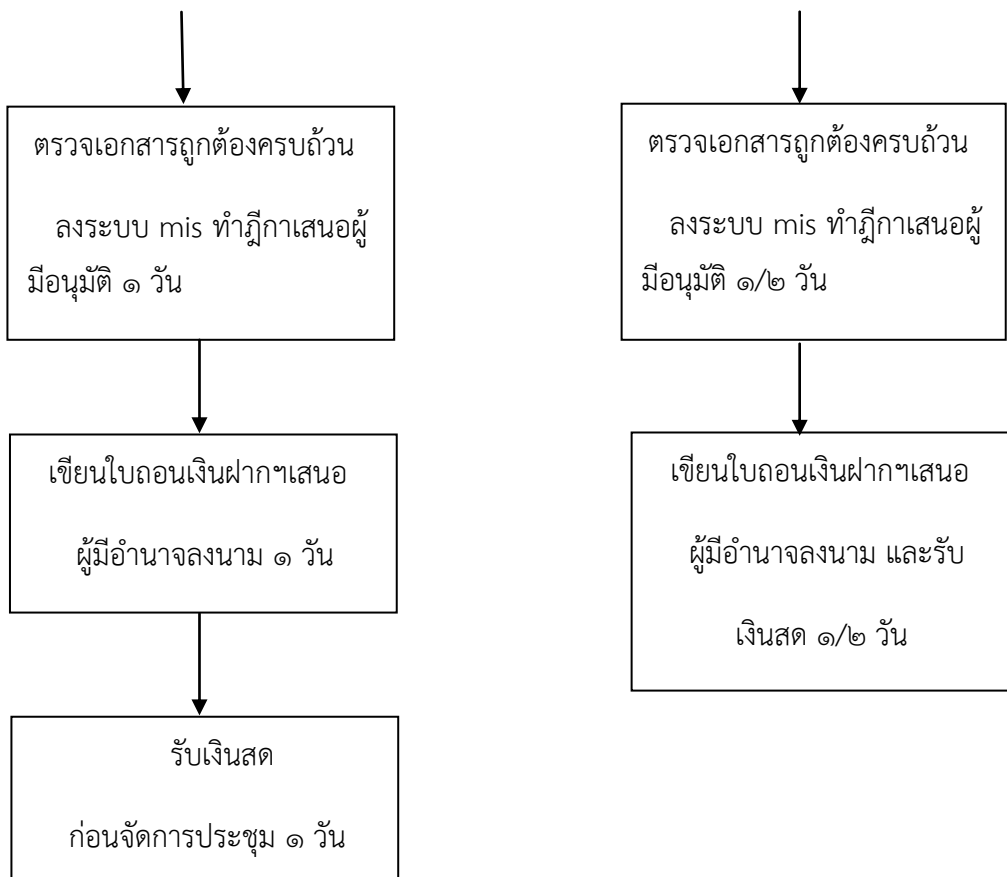 ตรวจเอกสารถูกต้องครบถ้วน
ลงระบบ mis ทำฎีกาเสนอผู้
มีอนุมัติ ๑ วัน
เขียนใบถอนเงินฝากฯเสนอ
ผู้มีอำนาจลงนาม ๑ วัน
รับเงินสด
ก่อนจัดการประชุม ๑ วัน
ตรวจเอกสารถูกต้องครบถ้วน
ลงระบบ mis ทำฎีกาเสนอผู้
มีอนุมัติ ๑/๒ วัน
เขียนใบถอนเงินฝากฯเสนอ
ผู้มีอำนาจลงนาม และรับ
เงินสด ๑/๒ วัน